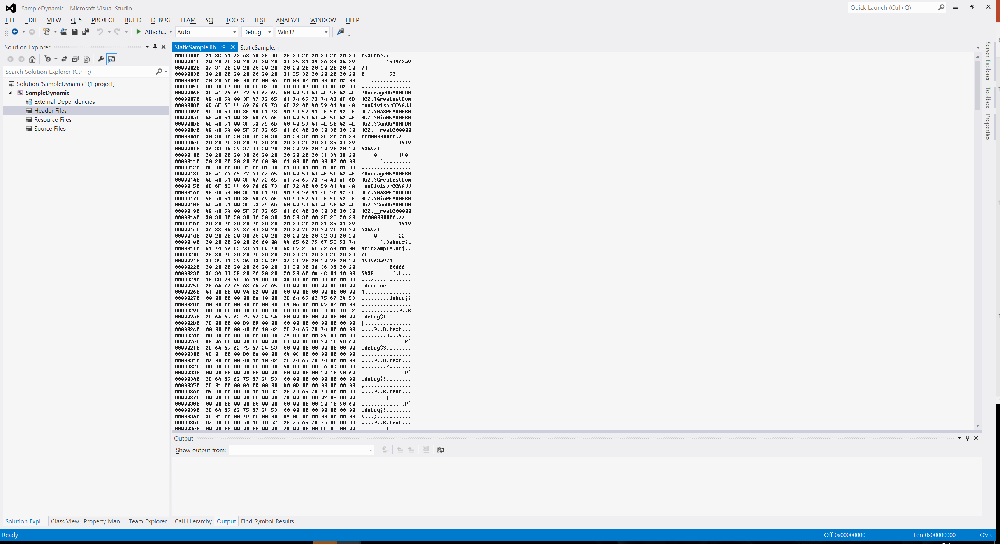 SampleDynamic - Microsoft Visual Studio
Quick Launch (Ctrl+Q)
FILE EDIT VIEW QT5 PROJECT BUILD DEBUG TEAM SQL TOOLS TEST ANALYZE WINDOW HELP
Attach... Auto Debug Win32
Solution Explorer
Search Solution Explorer (Ctrl+;)
Solution 'SampleDynamic' (1 project)
SampleDynamic
External Dependencies
Header Files
Resource Files
Source Files
StaticSample.lib StaticSample.h
00000000 21 3C 61 72 63 68 3E 0A 2F 20 20 20 20 20 20 20 !<arch>./
00000010 20 20 20 20 20 20 20 20 31 35 31 39 36 33 34 39 15196349
00000020 37 31 20 20 20 20 20 20 20 20 20 20 20 20 20 20 71
00000030 30 20 20 20 20 20 20 20 31 35 32 20 20 20 20 20 0 152
00000040 20 20 60 0A 00 00 00 06 00 00 02 00 00 00 02 00 `.............
00000050 00 00 02 00 00 00 02 00 00 00 02 00 00 00 02 00 ................
00000060 3F 41 76 65 72 61 67 65 40 40 59 41 4E 50 42 4E ?Average@@YANPBN
00000070 48 40 5A 00 3F 47 72 65 61 74 65 73 74 43 6F 6D H@Z.?GreatestCom
00000080 6D 6F 6E 44 69 76 69 73 6F 72 40 40 59 41 4A 4A monDivisor@@YAJJ
00000090 4A 40 5A 00 3F 4D 61 78 40 40 59 41 4E 50 42 4E J@Z.?Max@@YANPBN
000000a0 48 40 5A 00 3F 4D 69 6E 40 40 59 41 4E 50 42 4E H@Z.?Min@@YANPBN
000000b0 48 40 5A 00 3F 53 75 6D 40 40 59 41 4E 50 42 4E H@Z.?Sum@@YANPBN
000000c0 48 40 5A 00 5F 5F 72 65 61 6C 40 30 30 30 30 30 H@Z.__real@00000
000000d0 30 30 30 30 30 30 30 30 30 30 30 00 2F 20 20 20 00000000000./
000000e0 20 20 20 20 20 20 20 20 20 20 20 20 31 35 31 39 1519
000000f0 36 33 34 39 37 31 20 20 20 20 20 20 20 20 20 20 634971
00000100 20 20 20 20 30 20 20 20 20 20 20 20 31 34 38 20 0 148
00000110 20 20 20 20 20 20 60 0A 01 00 00 00 00 02 00 00 `.........
00000120 06 00 00 00 01 00 01 00 01 00 01 00 01 00 01 00 ................
00000130 3F 41 76 65 72 61 67 65 40 40 59 41 4E 50 42 4E ?Average@@YANPBN
00000140 48 40 5A 00 3F 47 72 65 61 74 65 73 74 43 6F 6D H@Z.?GreatestCom
00000150 6D 6F 6E 44 69 76 69 73 6F 72 40 40 59 41 4A 4A monDivisor@@YAJJ
00000160 4A 40 5A 00 3F 4D 61 78 40 40 59 41 4E 50 42 4E J@Z.?Max@@YANPBN
00000170 48 40 5A 00 3F 4D 69 6E 40 40 59 41 4E 50 42 4E H@Z.?Min@@YANPBN
00000180 48 40 5A 00 3F 53 75 6D 40 40 59 41 4E 50 42 4E H@Z.?Sum@@YANPBN
00000190 48 40 5A 00 5F 5F 72 65 61 6C 40 30 30 30 30 30 H@Z.__real@00000
000001a0 30 30 30 30 30 30 30 30 30 30 30 00 2F 2F 20 20 00000000000.//
000001b0 20 20 20 20 20 20 20 20 20 20 20 20 31 35 31 39 1519
000001c0 36 33 34 39 37 31 20 20 20 20 20 20 20 20 20 20 634971
000001d0 20 20 20 20 30 20 20 20 20 20 20 20 32 33 20 20 0 23
000001e0 20 20 20 20 20 20 60 0A 44 65 62 75 67 5C 53 74 `.Debug₩St
000001f0 61 74 69 63 53 61 6D 70 6C 65 2E 6F 62 6A 00 0A aticSample.obj..
00000200 2F 30 20 20 20 20 20 20 20 20 20 20 20 20 20 20 /0
00000210 31 35 31 39 36 33 34 39 37 31 20 20 20 20 20 20 1519634971
00000220 20 20 20 20 20 20 20 20 31 30 30 36 36 36 20 20 100666
00000230 36 34 33 38 20 20 20 20 20 20 60 0A 4C 01 10 00 6438 `.L...
00000240 1B CA 93 5A 06 14 00 00 3D 00 00 00 00 00 00 00 ...Z....=.......
00000250 2E 64 72 65 63 74 76 65 00 00 00 00 00 00 00 00 .drectve........
00000260 41 00 00 00 94 02 00 00 00 00 00 00 00 00 00 00 A...............
00000270 00 00 00 00 00 0A 10 00 2E 64 65 62 75 67 24 53 .........debug$S
00000280 00 00 00 00 00 00 00 00 E4 06 00 00 D5 02 00 00 ................
00000290 00 00 00 00 00 00 00 00 00 00 00 00 40 00 10 42 ............@..B
000002a0 2E 64 65 62 75 67 24 54 00 00 00 00 00 00 00 00 .debug$T........
000002b0 7C 00 00 00 B9 09 00 00 00 00 00 00 00 00 00 00 |...............
000002c0 00 00 00 00 40 00 10 42 2E 74 65 78 74 00 00 00 ....@..B.text...
000002d0 00 00 00 00 00 00 00 00 79 00 00 00 35 0A 00 00 ........y...5...
000002e0 AE 0A 00 00 00 00 00 00 01 00 00 00 20 10 50 60 ............ .P`
000002f0 2E 64 65 62 75 67 24 53 00 00 00 00 00 00 00 00 .debug$S........
00000300 4C 01 00 00 B8 0A 00 00 04 0C 00 00 00 00 00 00 L...............
00000310 07 00 00 00 40 10 10 42 2E 74 65 78 74 00 00 00 ....@..B.text...
00000320 00 00 00 00 00 00 00 00 5A 00 00 00 4A 0C 00 00 ........Z...J...
00000330 00 00 00 00 00 00 00 00 00 00 00 00 20 10 50 60 ............ .P`
00000340 2E 64 65 62 75 67 24 53 00 00 00 00 00 00 00 00 .debug$S........
00000350 2C 01 00 00 A4 0C 00 00 D0 0D 00 00 00 00 00 00 ,...............
00000360 05 00 00 00 40 10 10 42 2E 74 65 78 74 00 00 00 ....@..B.text...
00000370 00 00 00 00 00 00 00 00 7B 00 00 00 02 0E 00 00 ........{.......
00000380 00 00 00 00 00 00 00 00 00 00 00 00 20 10 50 60 ............ .P`
00000390 2E 64 65 62 75 67 24 53 00 00 00 00 00 00 00 00 .debug$S........
000003a0 3C 01 00 00 7D 0E 00 00 B9 0F 00 00 00 00 00 00 <...}...........
000003b0 07 00 00 00 40 10 10 42 2E 74 65 78 74 00 00 00 ....@..B.text...
Server Explorer
Toolbox
Properties
Output
Show output from:
Solution Expl... Class View Property Man... Team Explorer Call Hierarchy Output Find Symbol Results
Ready Off 0x00000000 Len 0x00000000 OVR